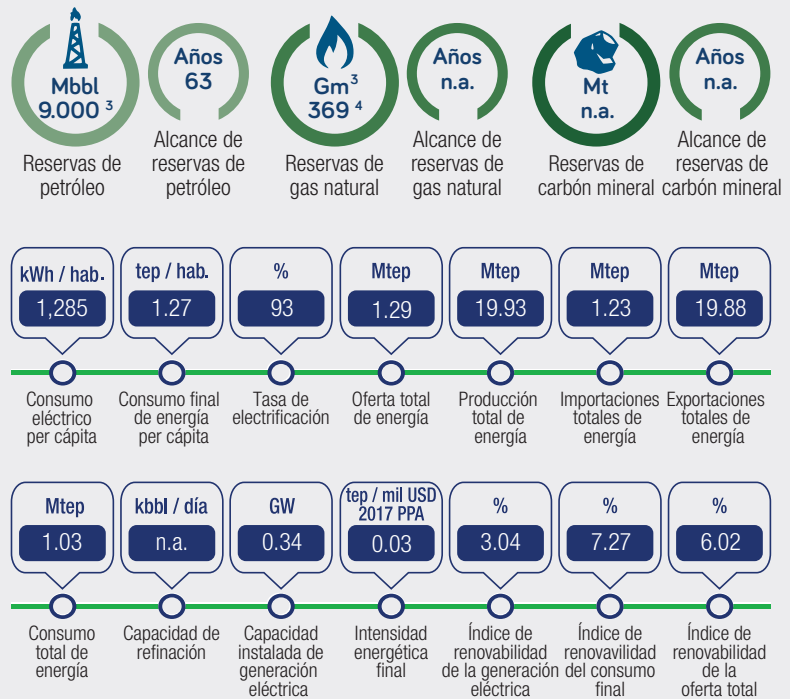 Mbbl
9.000 ³
Reservas de
petróleo
Años
63
Alcance de
reservas de
petróleo
Gm³
369 ⁴
Reservas de
gas natural
Años
n.a.
Alcance de
reservas de
gas natural
Mt
n.a.
Reservas de
carbón mineral
Años
n.a.
Alcance de
reservas de
carbón mineral
kWh / hab.
1,285
Consumo
eléctrico
per cápita
tep / hab.
1.27
Consumo final
de energía
per cápita
%
93
Tasa de
electrificación
Mtep
1.29
Oferta total
de energía
Mtep
19.93
Producción
total de
energía
Mtep
1.23
Importaciones
totales de
energía
Mtep
19.88
Exportaciones
totales de
energía
Mtep
1.03
Consumo
total de
energía
kbbl / día
n.a.
Capacidad de
refinación
GW
0.34
Capacidad
instalada de
generación
eléctrica
tep / mil USD
2017 PPA
0.03
Intensidad
energética
final
%
3.04
Índice de
renovabilidad
de la generación
eléctrica
%
7.27
Índice de
renovavilidad
del consumo
final
%
6.02
Índice de
renovabilidad
de la
oferta total